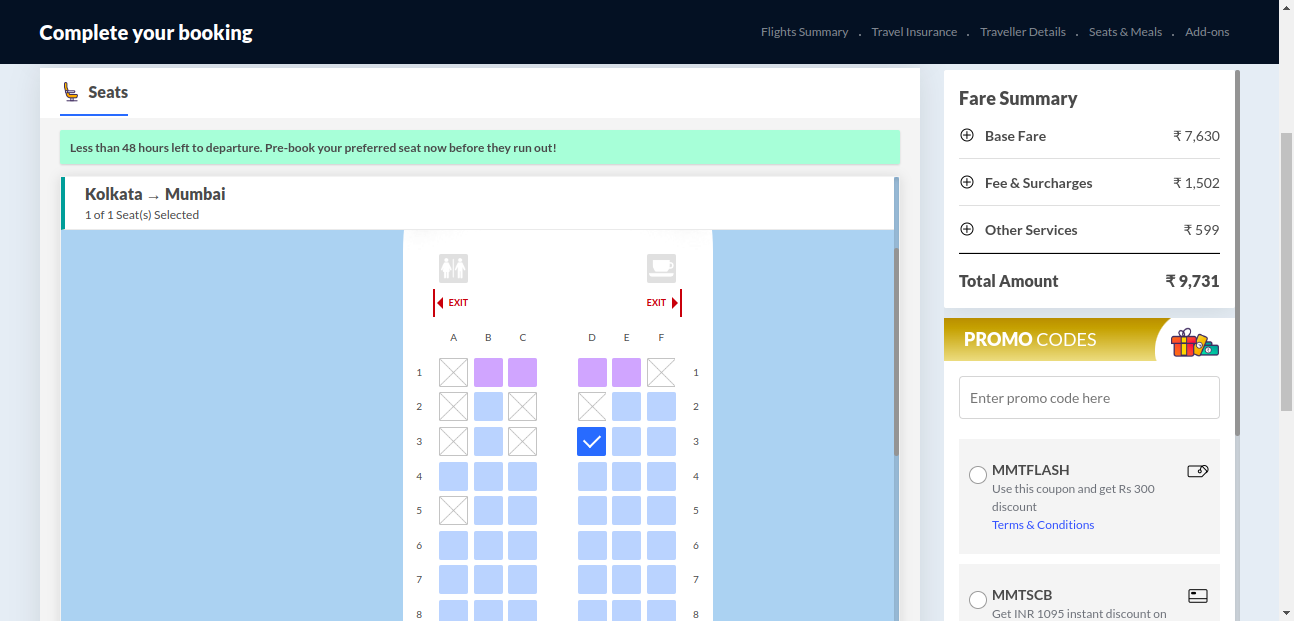 Complete your booking
Flights Summary . Travel Insurance . Traveller Details . Seats & Meals . Add-ons
Seats
Less than 48 hours left to departure. Pre-book your preferred seat now before they run out!
Kolkata → Mumbai
1 of 1 Seat(s) Selected
EXIT EXIT
A B C D E F
1 1
2 2
3 3
4 4
5 5
6 6
7 7
8 8
Fare Summary
Base Fare ₹ 7,630
Fee & Surcharges ₹ 1,502
Other Services ₹ 599
Total Amount ₹ 9,731
PROMO CODES
Enter promo code here
MMTFLASH
Use this coupon and get Rs 300
discount
Terms & Conditions
MMTSCB
Get INR 1095 instant discount on